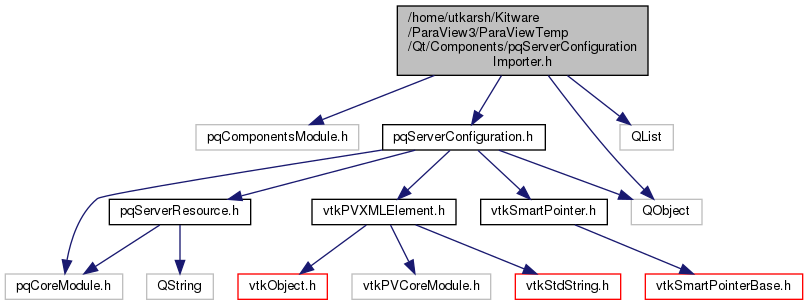 /home/utkarsh/Kitware
/ParaView3/ParaViewTemp
/Qt/Components/pqServerConfiguration
Importer.h
pqComponentsModule.h
pqServerConfiguration.h
QList
pqServerResource.h
vtkPVXMLElement.h
vtkSmartPointer.h
QObject
pqCoreModule.h
QString
vtkObject.h
vtkPVCoreModule.h
vtkStdString.h
vtkSmartPointerBase.h